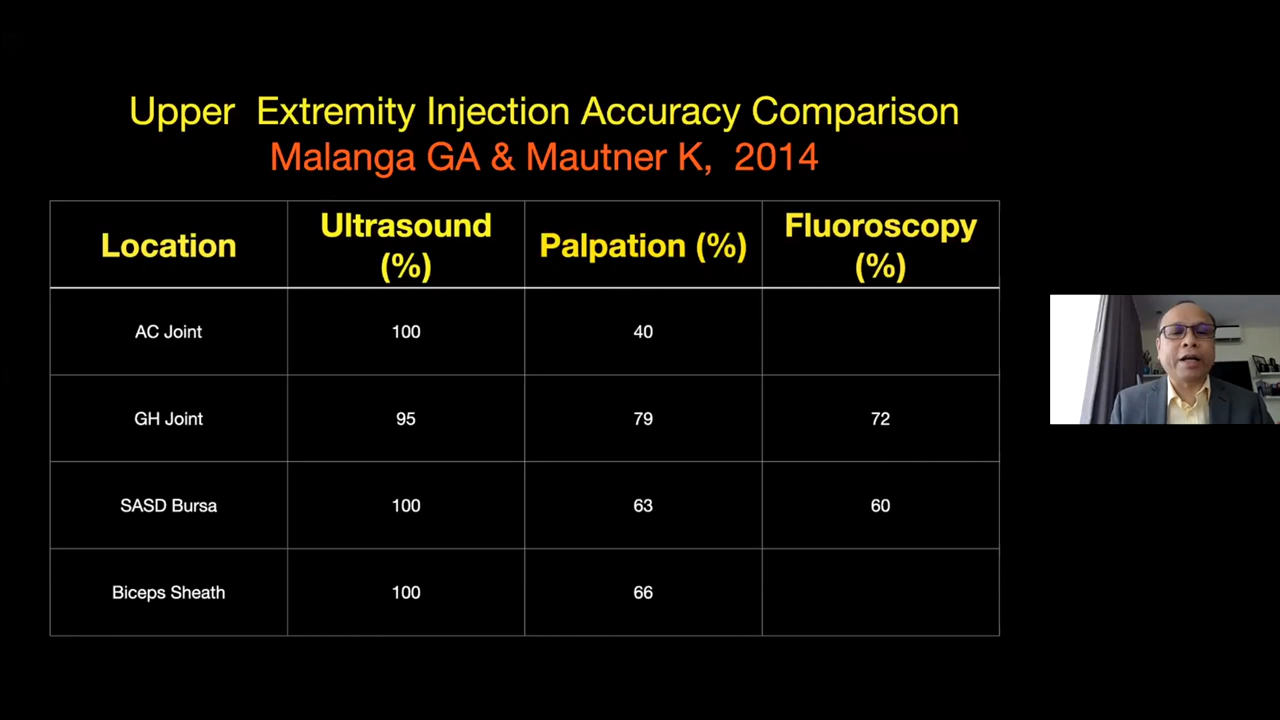 Upper Extremity Injection Accuracy Comparison
Malanga GA & Mautner K, 2014
Location Ultrasound (%) Palpation (%) Fluoroscopy (%)
AC Joint 100 40
GH Joint 95 79 72
SASD Bursa 100 63 60
Biceps Sheath 100 66